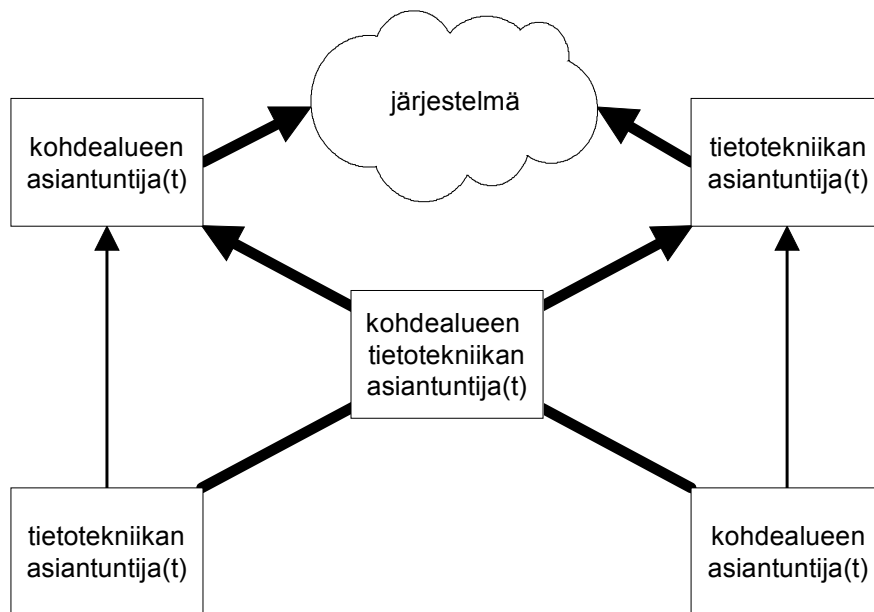 järjestelmä
kohdealueen
asiantuntija(t)
tietotekniikan
asiantuntija(t)
kohdealueen
tietotekniikan
asiantuntija(t)
tietotekniikan
asiantuntija(t)
kohdealueen
asiantuntija(t)